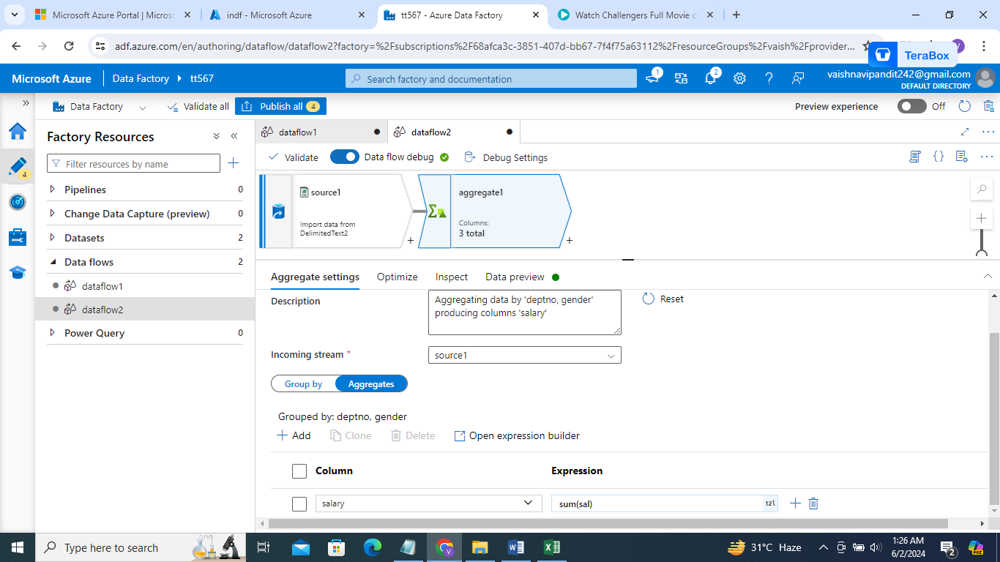 Microsoft Azure Portal | Micros
indf - Microsoft Azure
tt567 - Azure Data Factory
Watch Challengers Full Movie o
adf.azure.com/en/authoring/dataflow/dataflow2?factory=%2Fsubscriptions%2F68afca3c-3851-407d-bb67-7f4f75a63112%2FresourceGroups%2Fvaish%2Fprovider...
V
TeraBox
Microsoft Azure
Data Factory
tt567
Search factory and documentation
1
2
vaishnavipandit242@gmail.com
DEFAULT DIRECTORY
Data Factory
Validate all
Publish all 4
Preview experience
Off
4
Factory Resources
Filter resources by name
Pipelines 0
Change Data Capture (preview) 0
Datasets 2
Data flows 2
dataflow1
dataflow2
Power Query 0
dataflow1
dataflow2
Validate
Data flow debug
Debug Settings
source1
Import data from
DelimitedText2
+
aggregate1
Columns:
3 total
+
Aggregate settings
Optimize
Inspect
Data preview
Description
Aggregating data by 'deptno, gender'
producing columns 'salary'
Reset
Incoming stream *
source1
Group by
Aggregates
Grouped by: deptno, gender
Add
Clone
Delete
Open expression builder
Column
Expression
salary
sum(sal)
12l
Type here to search
31°C Haze
1:26 AM
6/2/2024
2
PRE